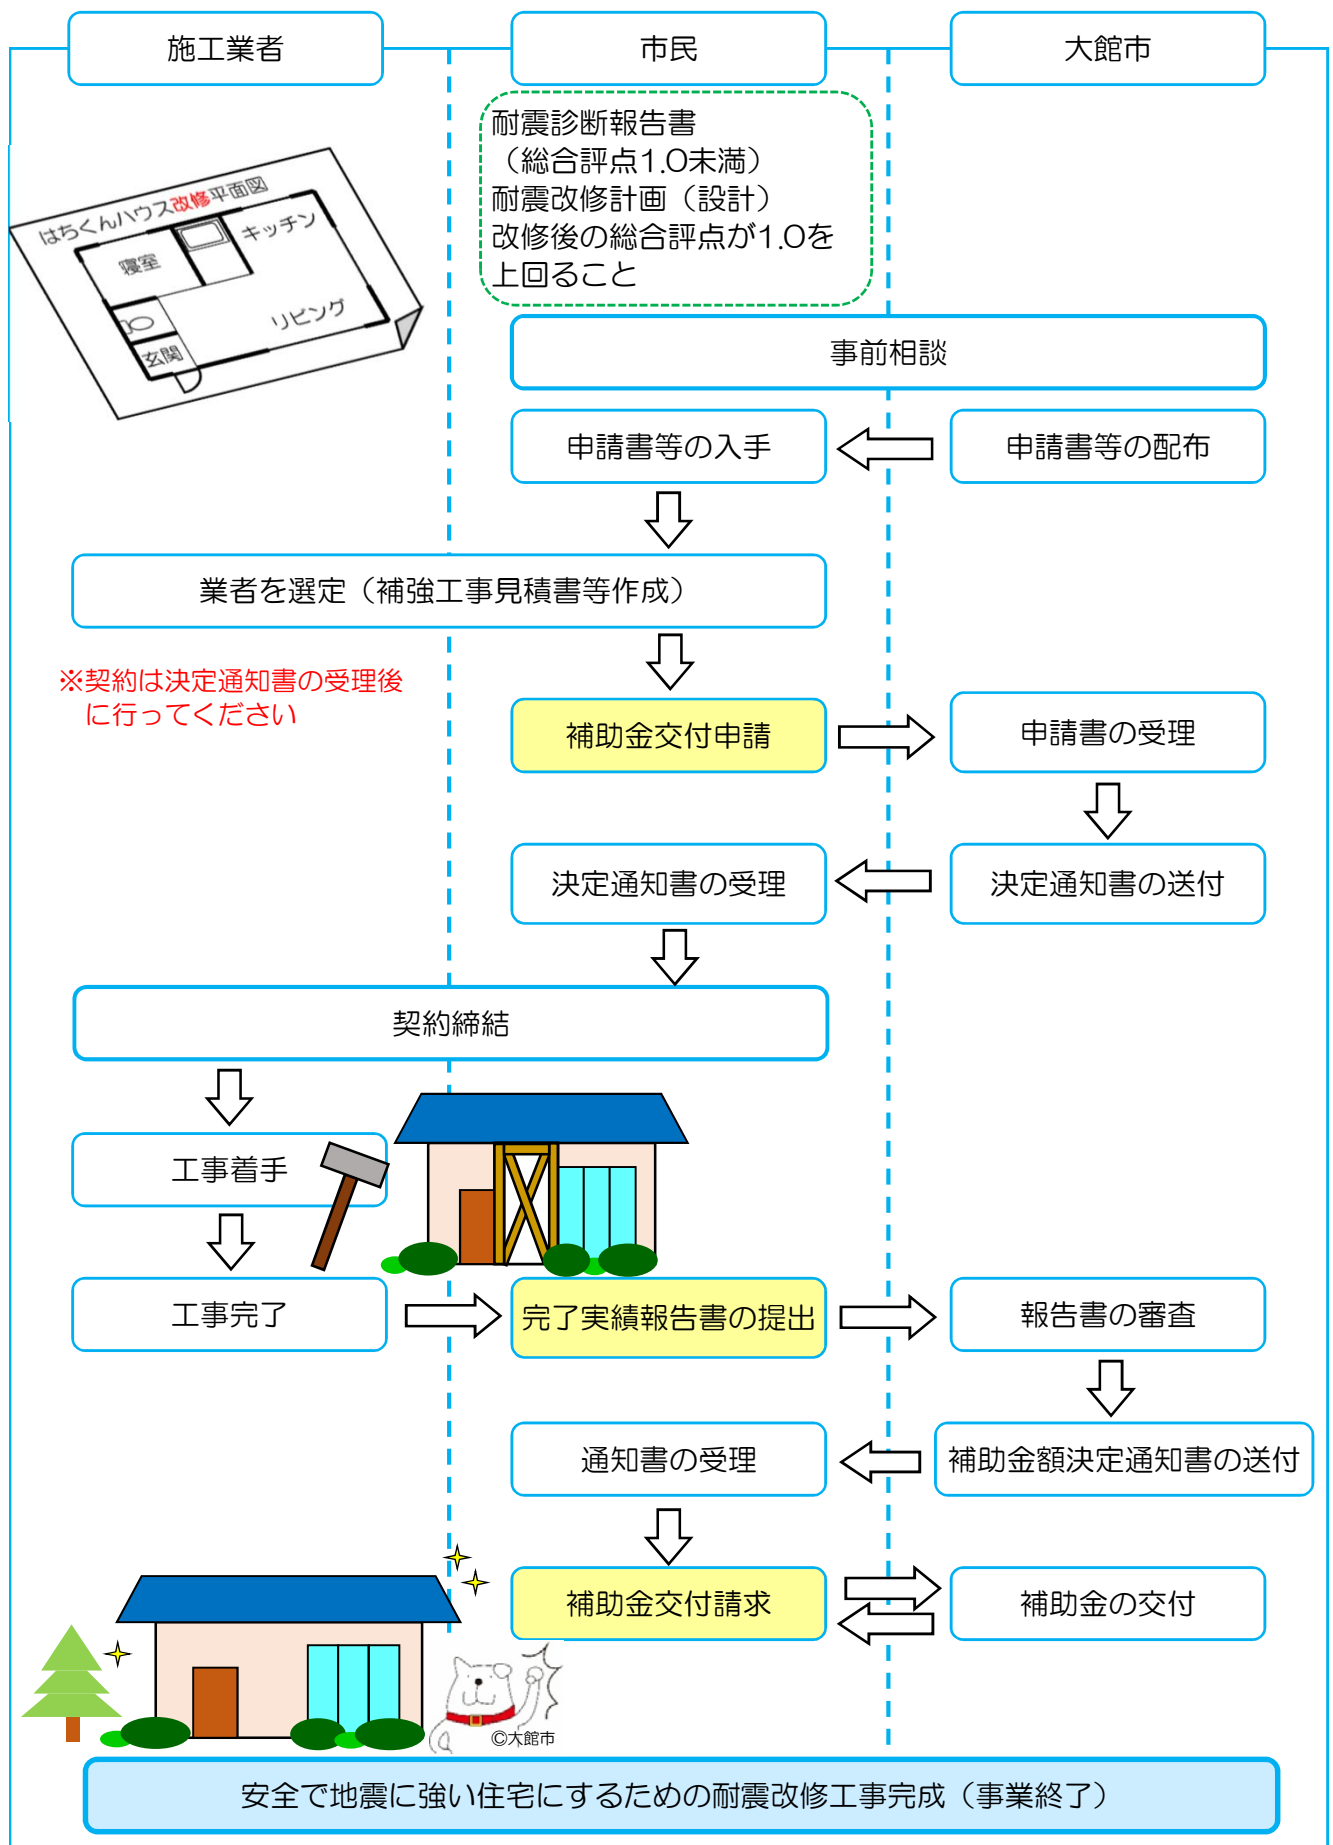 施工業者
市民
大館市
耐震診断報告書
（総合評点1.0未満）
耐震改修計画（設計）
改修後の総合評点が1.0を
上回ること
はちくんハウス改修平面図
キッチン
寝室
リビング
玄関
事前相談
申請書等の入手
申請書等の配布
業者を選定（補強工事見積書等作成）
※契約は決定通知書の受理後
に行ってください
補助金交付申請
申請書の受理
決定通知書の受理
決定通知書の送付
契約締結
工事着手
工事完了
完了実績報告書の提出
報告書の審査
通知書の受理
補助金額決定通知書の送付
補助金交付請求
補助金の交付
©大館市
安全で地震に強い住宅にするための耐震改修工事完成（事業終了）